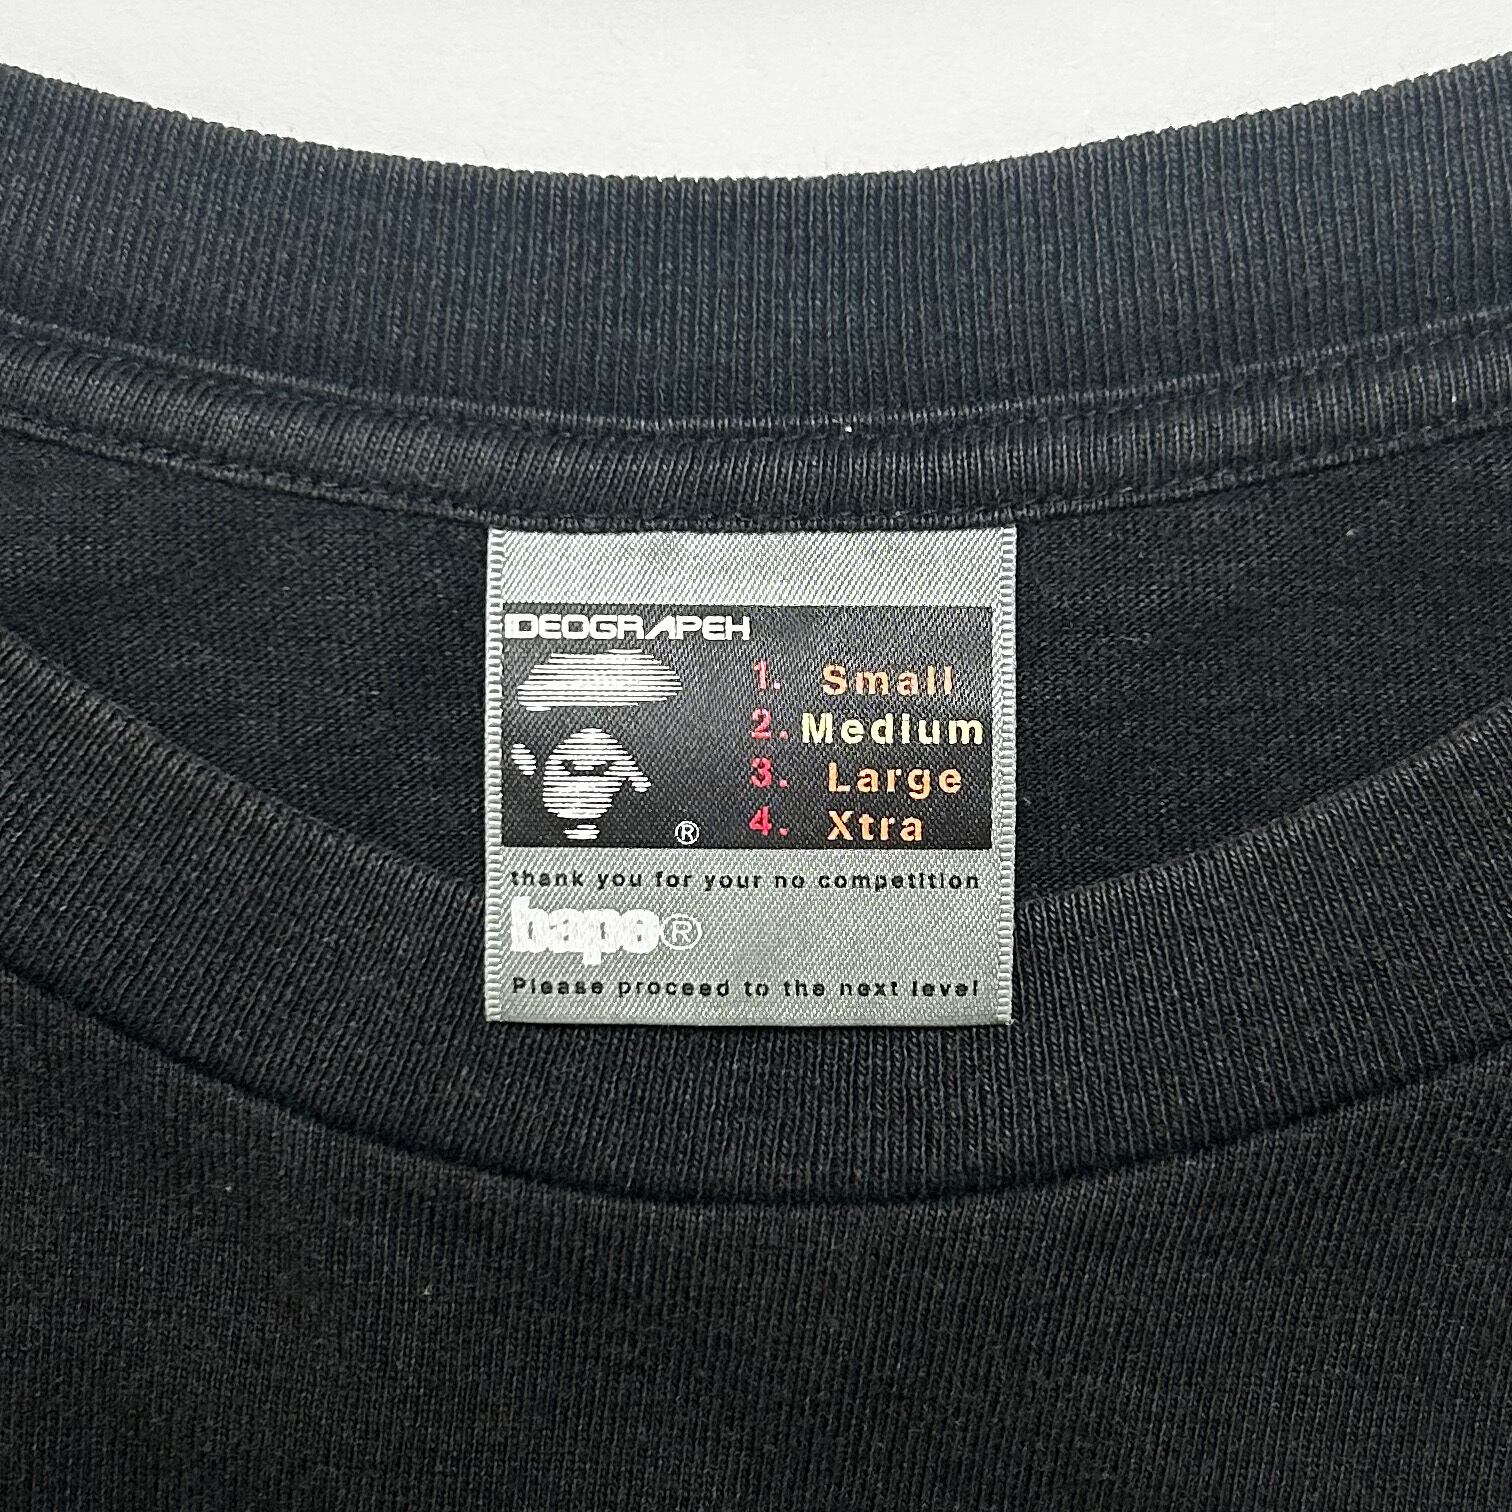 IDEOGRAPEH
1. Small
2. Medium
3. Large
4. Xtra
®
thank you for your no competition
bape®
Please proceed to the next level